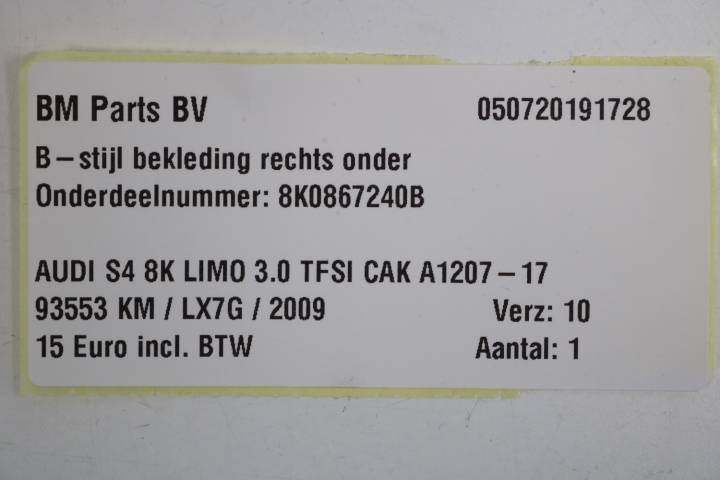 BM Parts BV 050720191728
B-stijl bekleding rechts onder
Onderdeelnummer: 8K0867240B
AUDI S4 8K LIMO 3.0 TFSI CAK A1207-17
93553 KM / LX7G / 2009 Verz: 10
15 Euro incl. BTW Aantal: 1